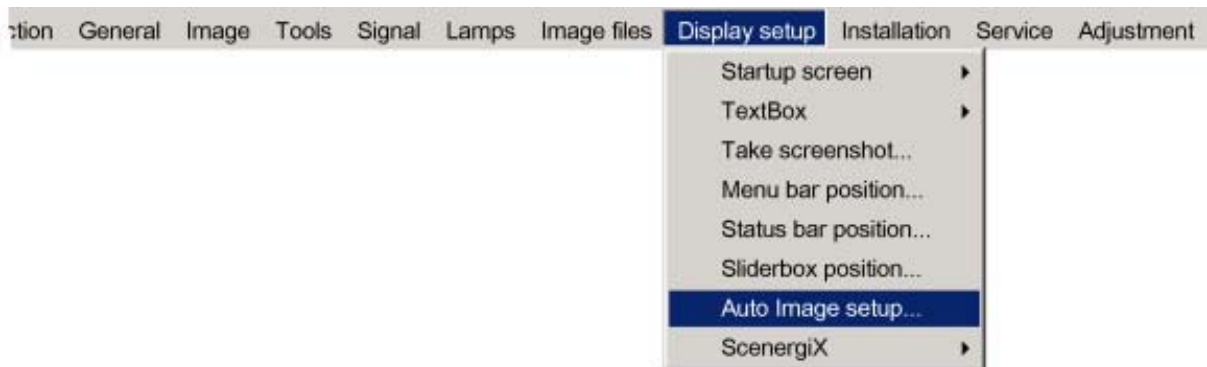 ction General Image Tools Signal Lamps Image files Display setup Installation Service Adjustment
Startup screen
TextBox
Take screenshot...
Menu bar position...
Status bar position...
Sliderbox position...
Auto Image setup...
ScenergiX